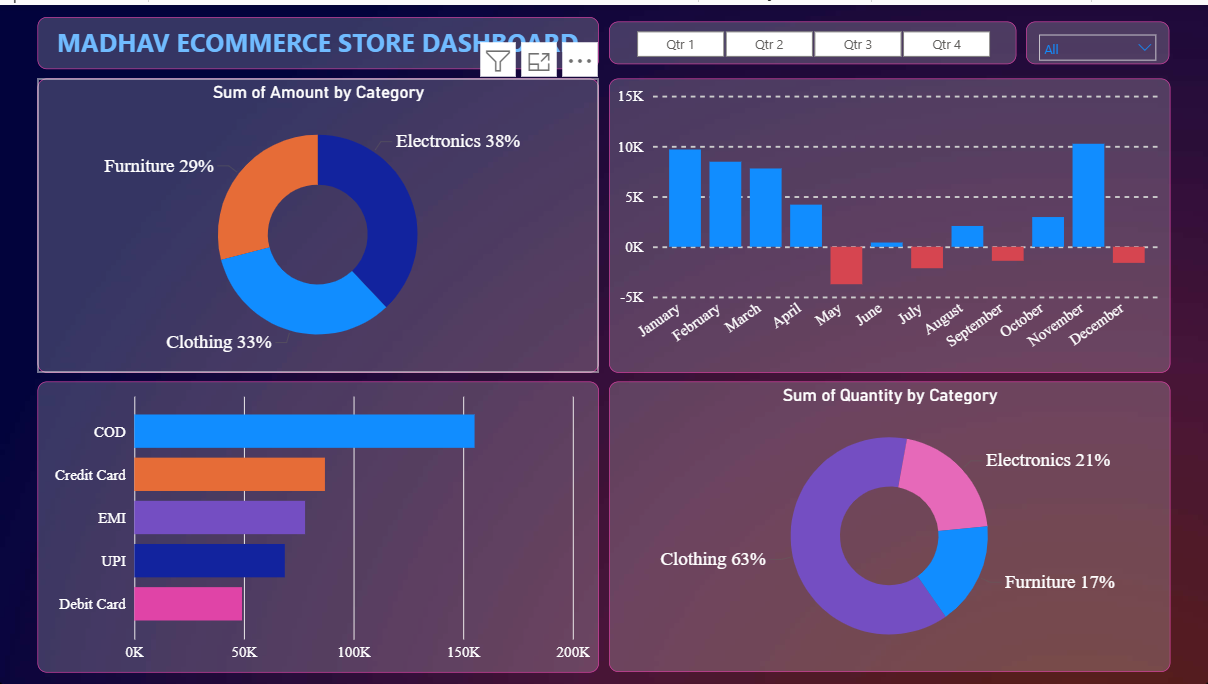 MADHAV ECOMMERCE STORE DASHBOARD
Qtr 1 Qtr 2 Qtr 3 Qtr 4
All
Sum of Amount by Category
Electronics 38%
Furniture 29%
Clothing 33%
15K
10K
5K
0K
-5K
January February March April May June July August September October November December
COD
Credit Card
EMI
UPI
Debit Card
0K 50K 100K 150K 200K
Sum of Quantity by Category
Electronics 21%
Clothing 63%
Furniture 17%